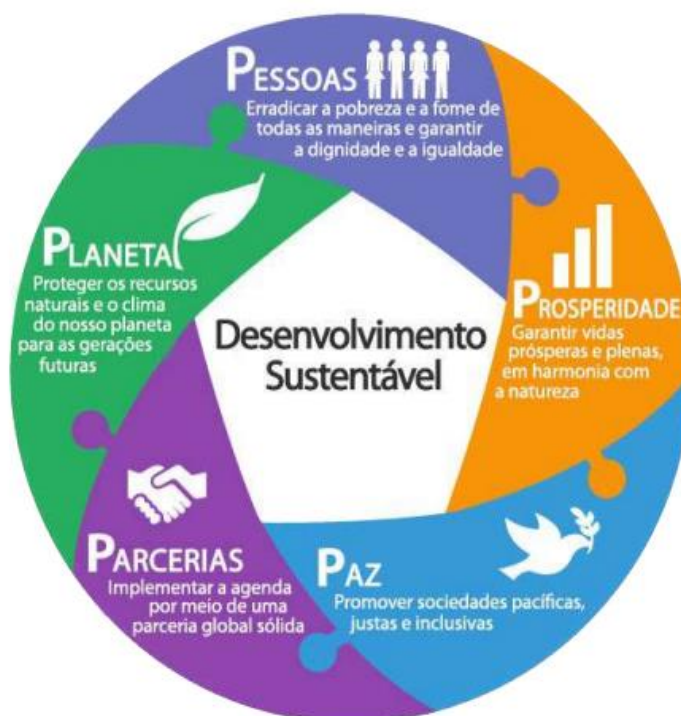 PESSOAS
Erradicar a pobreza e a fome de
todas as maneiras e garantir
a dignidade e a igualdade
PROSPERIDADE
Garantir vidas
prósperas e plenas,
em harmonia com
a natureza
PAZ
Promover sociedades pacíficas,
justas e inclusivas
PARCERIAS
Implementar a agenda
por meio de uma
parceria global sólida
PLANETA
Proteger os recursos
naturais e o clima
do nosso planeta
para as gerações
futuras
Desenvolvimento
Sustentável